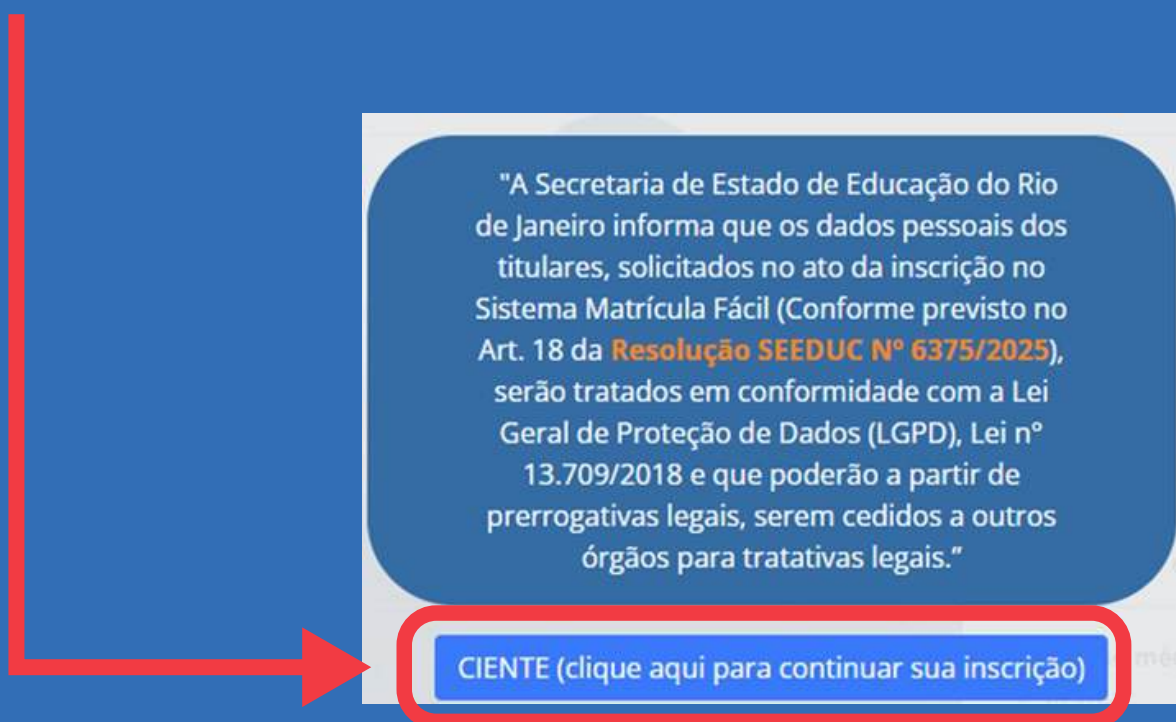 "A Secretaria de Estado de Educação do Rio
de Janeiro informa que os dados pessoais dos
titulares, solicitados no ato da inscrição no
Sistema Matrícula Fácil (Conforme previsto no
Art. 18 da Resolução SEEDUC Nº 6375/2025),
serão tratados em conformidade com a Lei
Geral de Proteção de Dados (LGPD), Lei nº
13.709/2018 e que poderão a partir de
prerrogativas legais, serem cedidos a outros
órgãos para tratativas legais."
CIENTE (clique aqui para continuar sua inscrição)